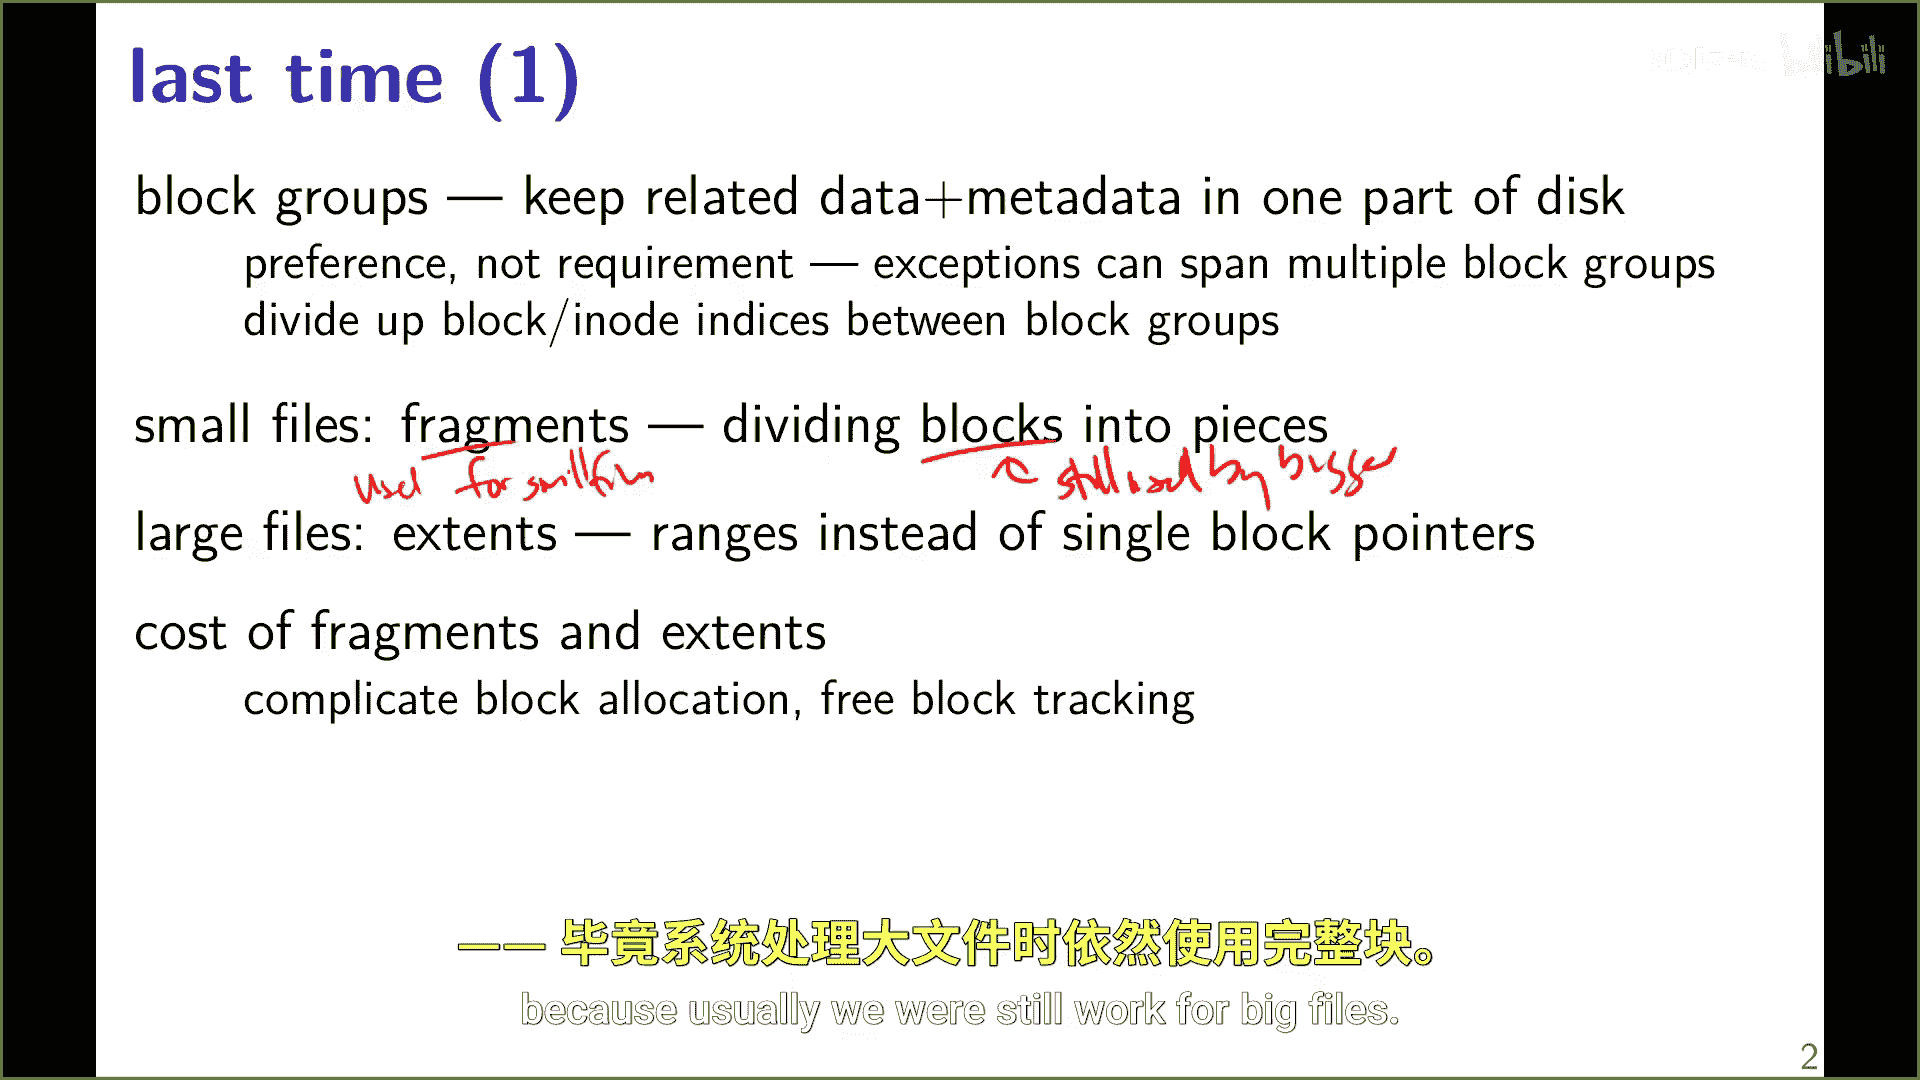 last time (1)
bilibili
block groups — keep related data+metadata in one part of disk
preference, not requirement — exceptions can span multiple block groups
divide up block/inode indices between block groups
small files: fragments — dividing blocks into pieces
used for small files
still used by bigger
large files: extents — ranges instead of single block pointers
cost of fragments and extents
complicate block allocation, free block tracking
—— 毕竟系统处理大文件时依然使用完整块。
because usually we were still work for big files.
2